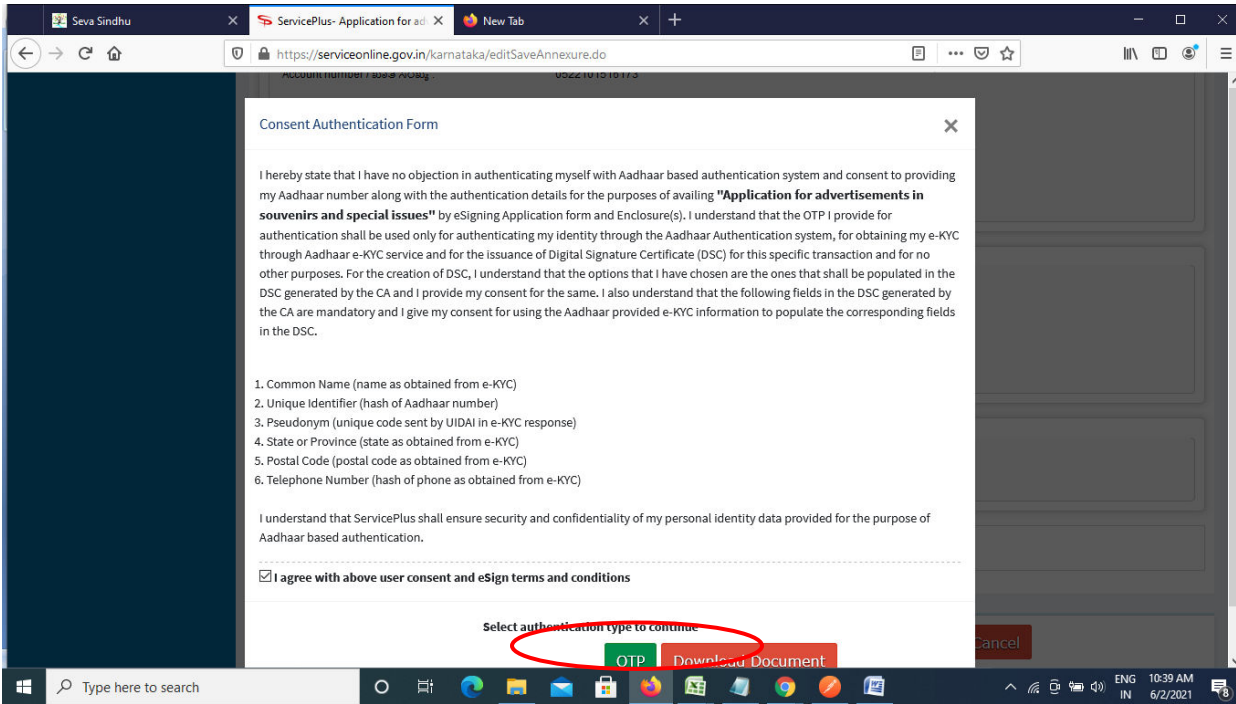 Seva Sindhu
ServicePlus- Application for ad
New Tab
https://serviceonline.gov.in/karnataka/editSaveAnnexure.do
Account number /
0522101516173
Consent Authentication Form
I hereby state that I have no objection in authenticating myself with Aadhaar based authentication system and consent to providing
my Aadhaar number along with the authentication details for the purposes of availing "Application for advertisements in
souvenirs and special issues" by eSigning Application form and Enclosure(s). I understand that the OTP I provide for
authentication shall be used only for authenticating my identity through the Aadhaar Authentication system, for obtaining my e-KYC
through Aadhaar e-KYC service and for the issuance of Digital Signature Certificate (DSC) for this specific transaction and for no
other purposes. For the creation of DSC, I understand that the options that I have chosen are the ones that shall be populated in the
DSC generated by the CA and I provide my consent for the same. I also understand that the following fields in the DSC generated by
the CA are mandatory and I give my consent for using the Aadhaar provided e-KYC information to populate the corresponding fields
in the DSC.
1. Common Name (name as obtained from e-KYC)
2. Unique Identifier (hash of Aadhaar number)
3. Pseudonym (unique code sent by UIDAI in e-KYC response)
4. State or Province (state as obtained from e-KYC)
5. Postal Code (postal code as obtained from e-KYC)
6. Telephone Number (hash of phone as obtained from e-KYC)
I understand that ServicePlus shall ensure security and confidentiality of my personal identity data provided for the purpose of
Aadhaar based authentication.
I agree with above user consent and eSign terms and conditions
Select authentication type to continue
OTP
Download Document
Cancel
Type here to search
ENG
IN
10:39 AM
6/2/2021
8